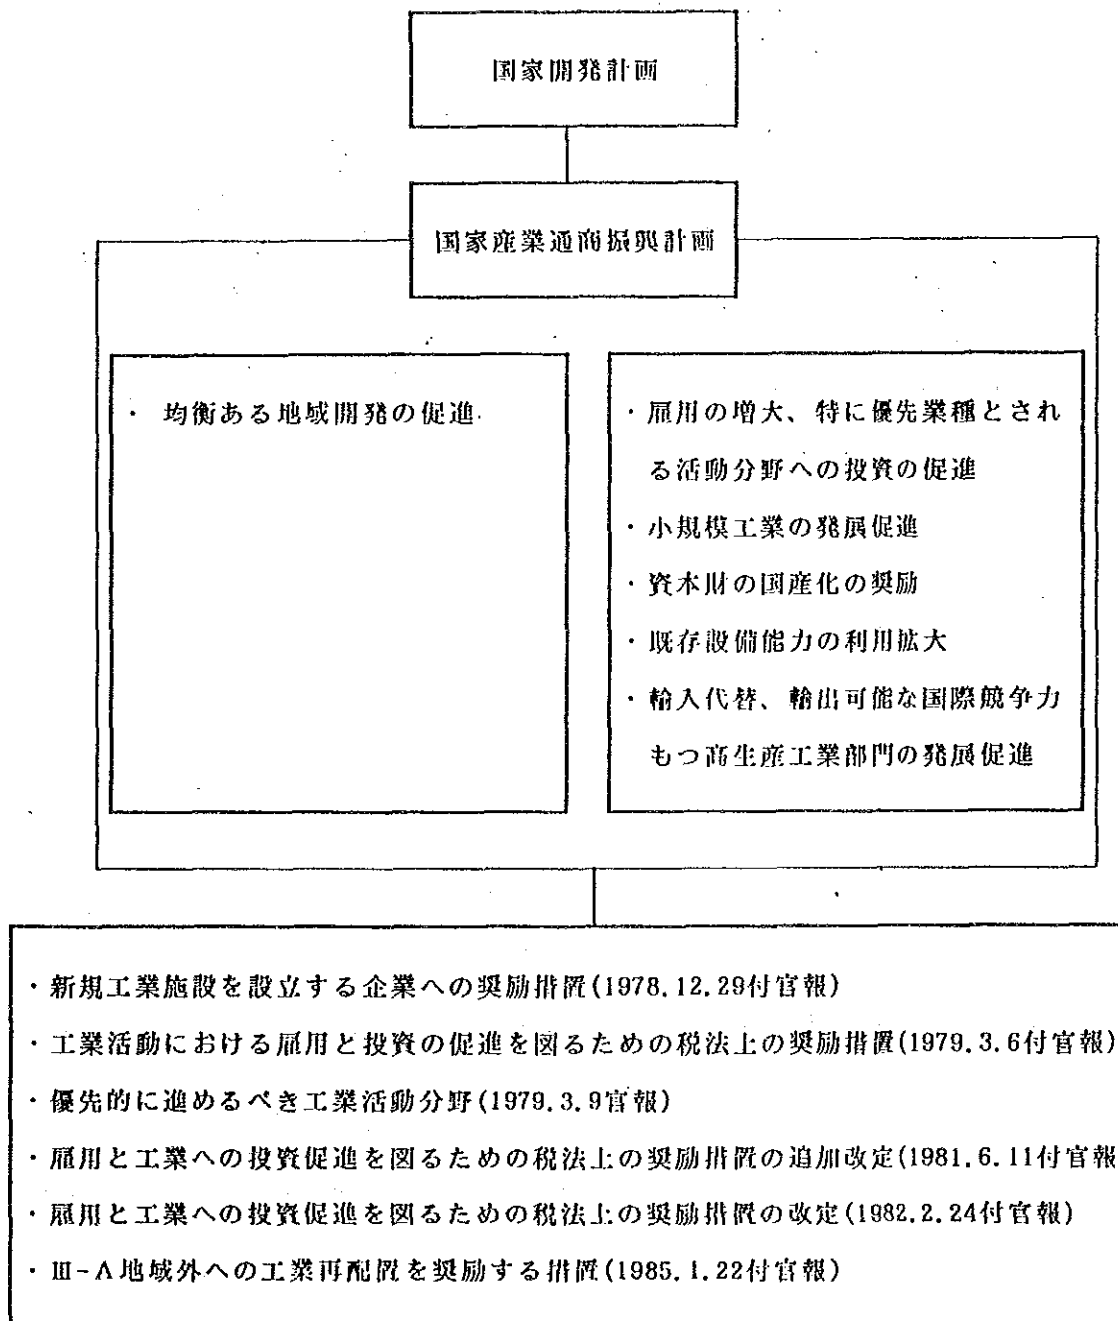 国家開発計画
国家産業通商振興計画
・ 均衡ある地域開発の促進
・雇用の増大、特に優先業種とされ
る活動分野への投資の促進
・小規模工業の発展促進
・資本財の国産化の奨励
・既存設備能力の利用拡大
・輸入代替、輸出可能な国際競争力
もつ高生産工業部門の発展促進
・新規工業施設を設立する企業への奨励措置(1978.12.29付官報)
・工業活動における雇用と投資の促進を図るための税法上の奨励措置(1979.3.6付官報)
・優先的に進めるべき工業活動分野(1979.3.9官報)
・雇用と工業への投資促進を図るための税法上の奨励措置の追加改定(1981.6.11付官報
・雇用と工業への投資促進を図るための税法上の奨励措置の改定(1982.2.24付官報)
・Ⅲ-A地域外への工業再配置を奨励する措置(1985.1.22付官報)